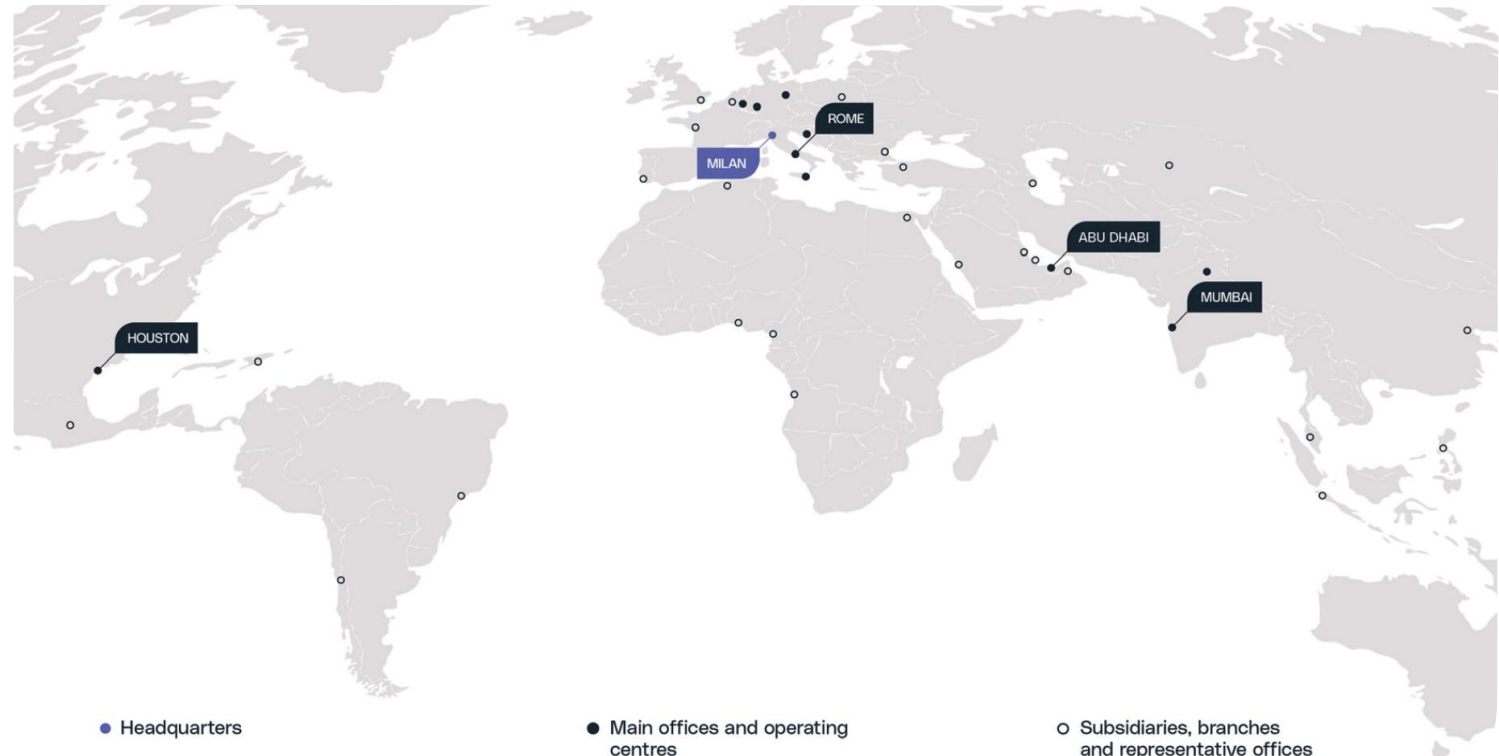 ROME
MILAN
ABU DHABI
MUMBAI
HOUSTON
Headquarters
Main offices and operating
centres
Subsidiaries, branches
and representative offices